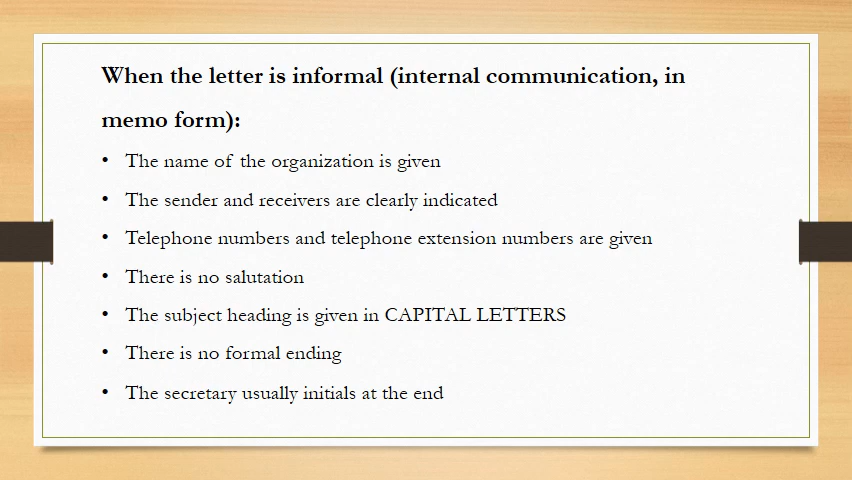 When the letter is informal (internal communication, in
memo form):
• The name of the organization is given
• The sender and receivers are clearly indicated
• Telephone numbers and telephone extension numbers are given
• There is no salutation
• The subject heading is given in CAPITAL LETTERS
• There is no formal ending
• The secretary usually initials at the end